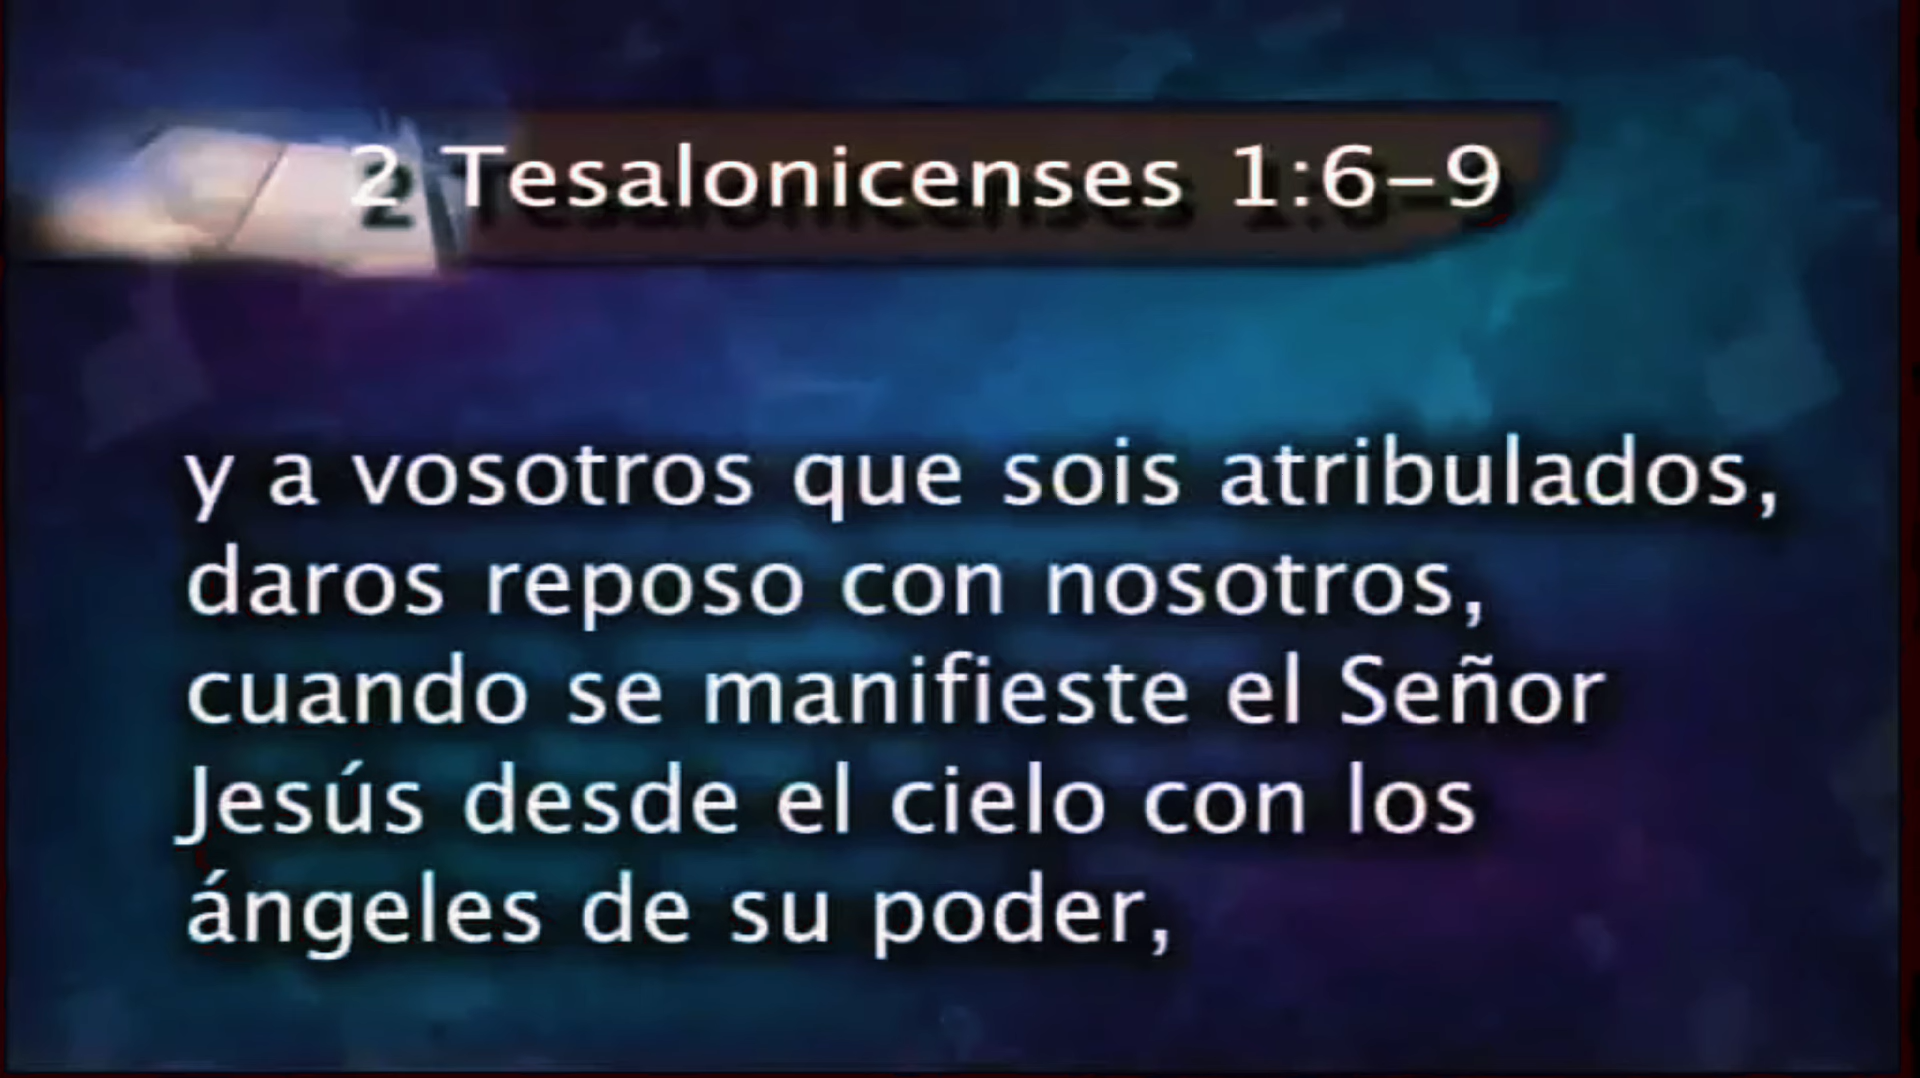 2 Tesalonicenses 1:6–9
y a vosotros que sois atribulados,
daros reposo con nosotros,
cuando se manifieste el Señor
Jesús desde el cielo con los
ángeles de su poder,